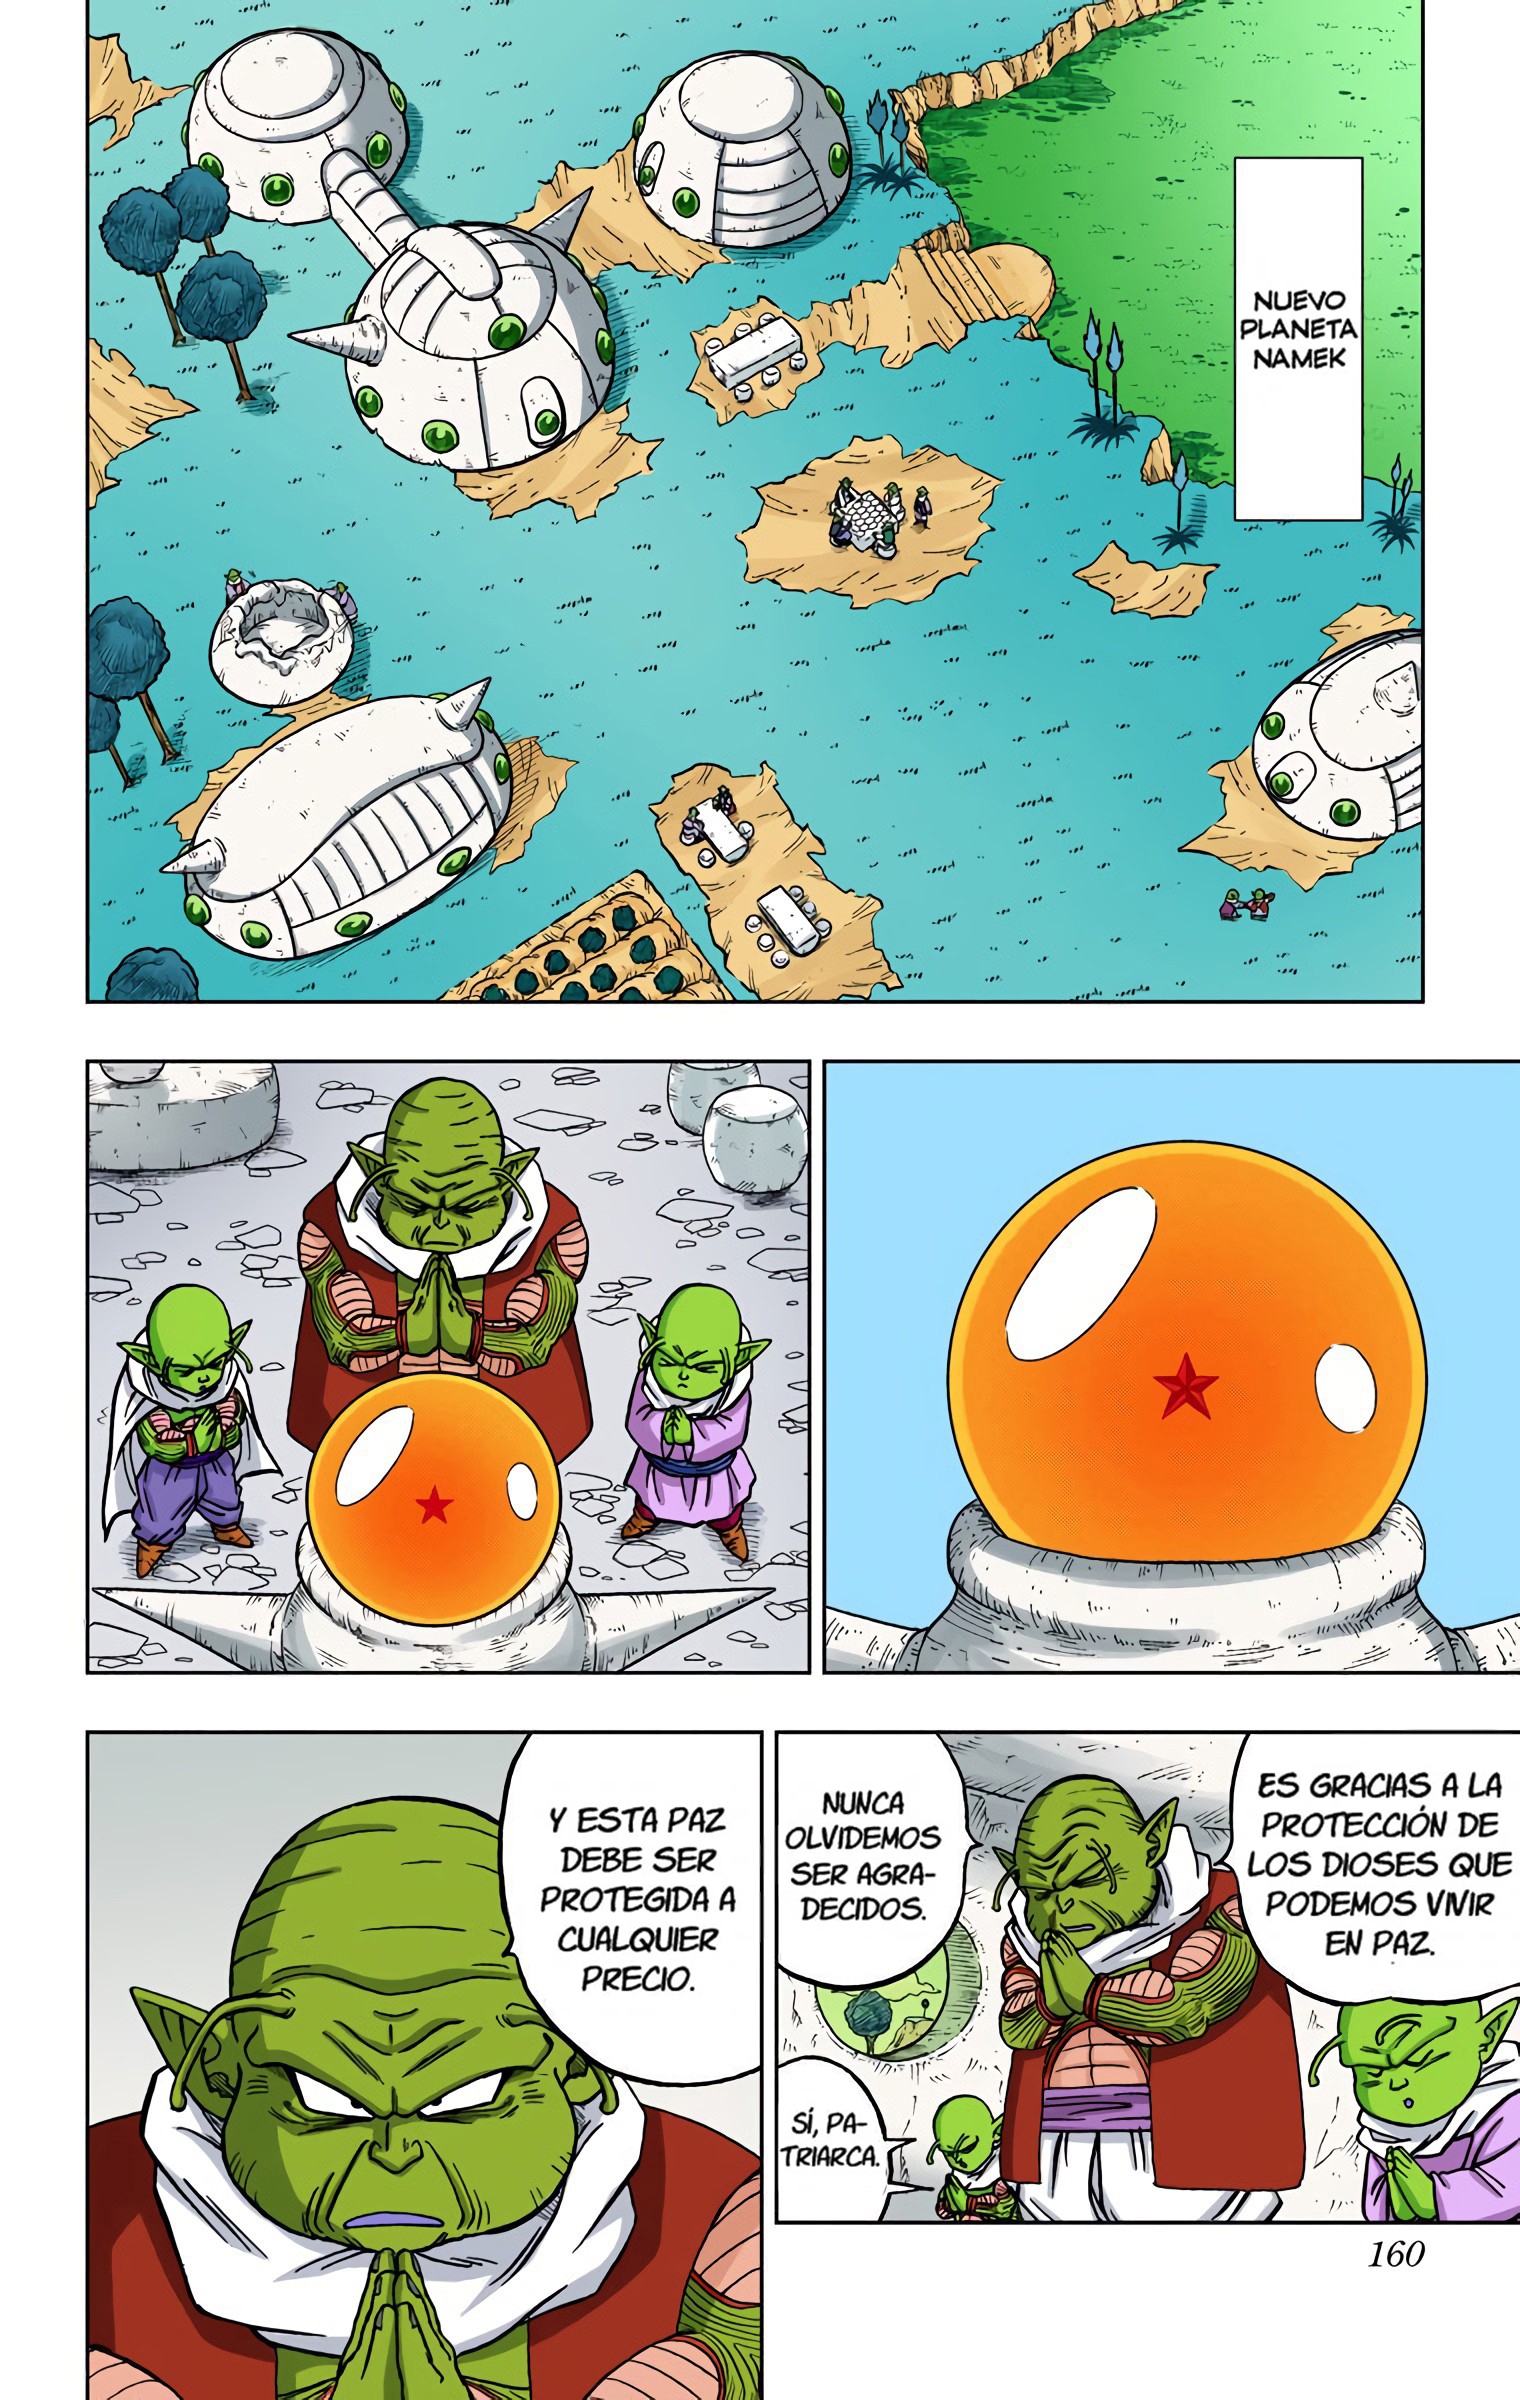 NUEVO
PLANETA
NAMEK
ES GRACIAS A LA
PROTECCIÓN DE
LOS DIOSES QUE
PODEMOS VIVIR
EN PAZ.
NUNCA
OLVIDEMOS
SER AGRA-
DECIDOS.
SÍ, PA-
TRIARCA.
Y ESTA PAZ
DEBE SER
PROTEGIDA A
CUALQUIER
PRECIO.
160